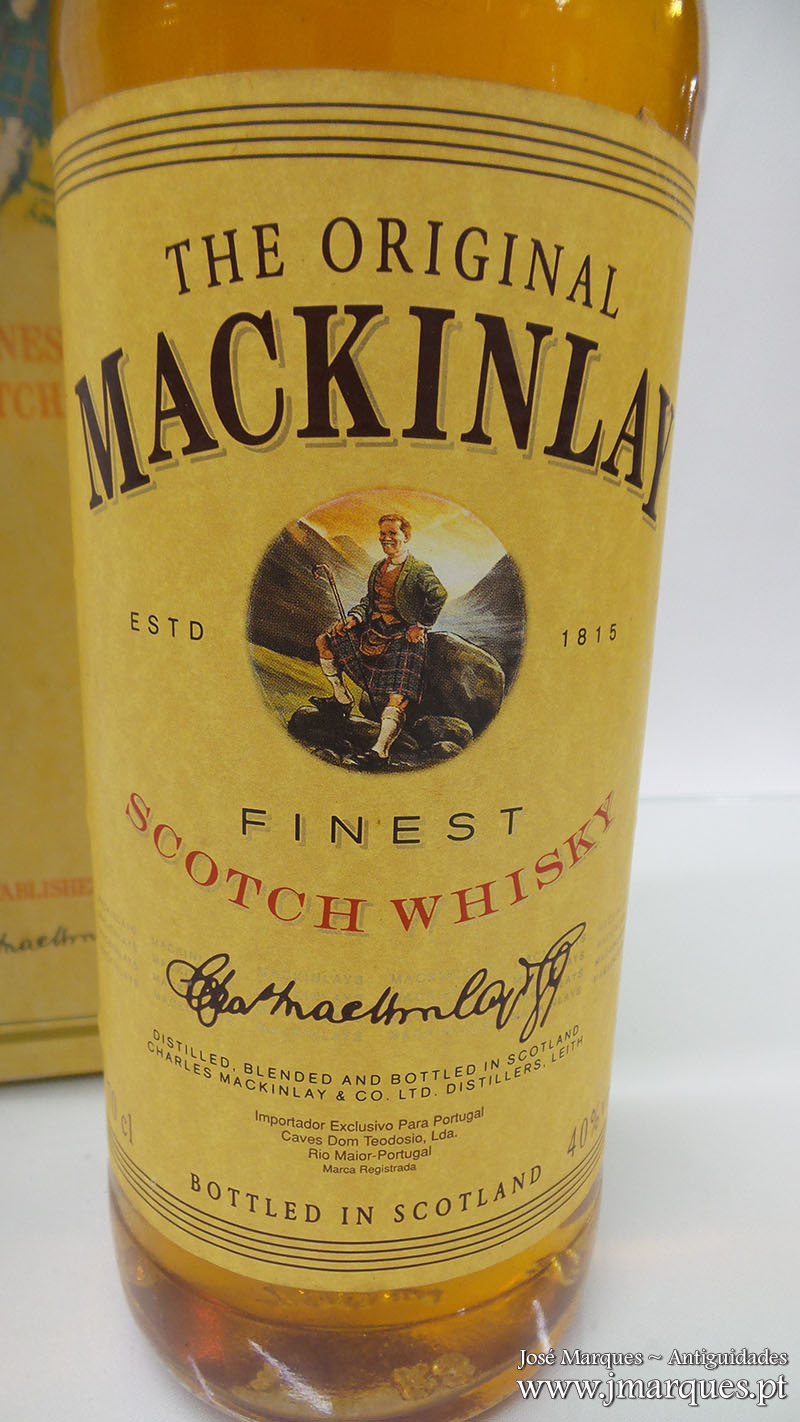 THE ORIGINAL
MACKINLAY
ESTD 1815
FINEST
SCOTCH WHISKY
DISTILLED, BLENDED AND BOTTLED IN SCOTLAND
CHARLES MACKINLAY & CO. LTD. DISTILLERS, LEITH
Importador Exclusivo Para Portugal
Caves Dom Teodosio, Lda.
Rio Maior-Portugal
Marca Registrada
cl 40%
BOTTLED IN SCOTLAND
José Marques ~ Antiguidades
www.jmarques.pt